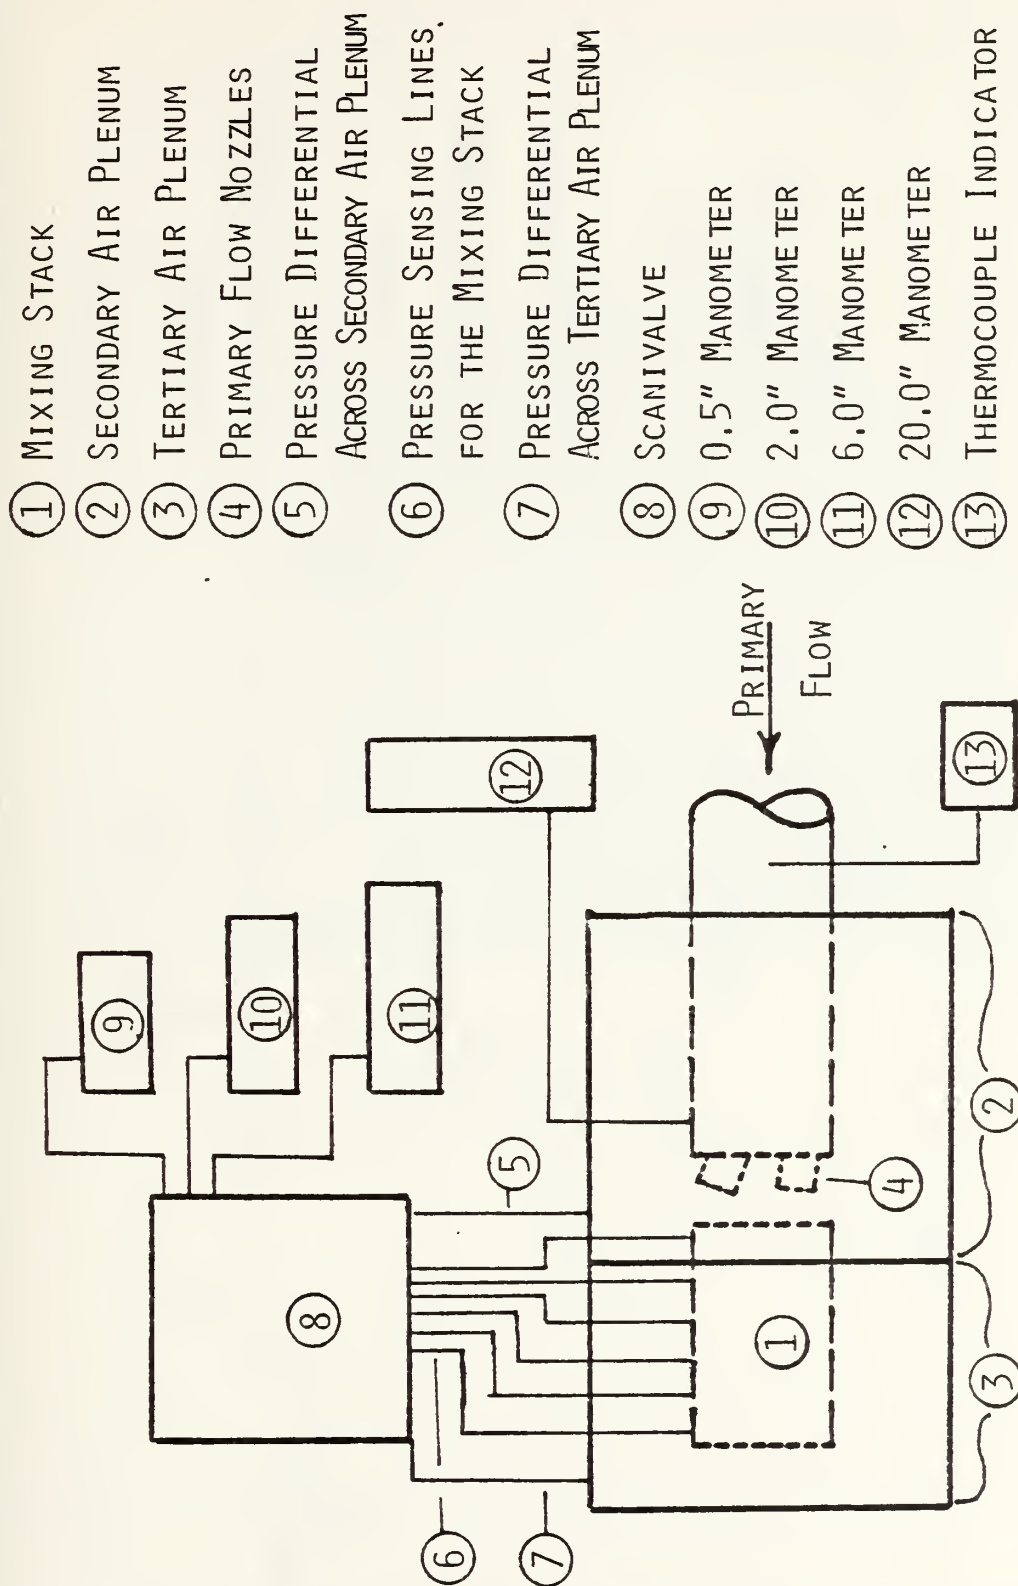 ① MIXING STACK
② SECONDARY AIR PLENUM
③ TERTIARY AIR PLENUM
④ PRIMARY FLOW NOZZLES
⑤ PRESSURE DIFFERENTIAL
ACROSS SECONDARY AIR PLENUM
⑥ PRESSURE SENSING LINES
FOR THE MIXING STACK
⑦ PRESSURE DIFFERENTIAL
ACROSS TERTIARY AIR PLENUM
⑧ SCANIVALVE
⑨ 0.5" MANOMETER
⑩ 2.0" MANOMETER
⑪ 6.0" MANOMETER
⑫ 20.0" MANOMETER
⑬ THERMOCOUPLE INDICATOR
⑨
⑩
⑪
⑫
⑧
⑤
⑥
⑦
PRIMARY
FLOW
①
④
⑬
③
②